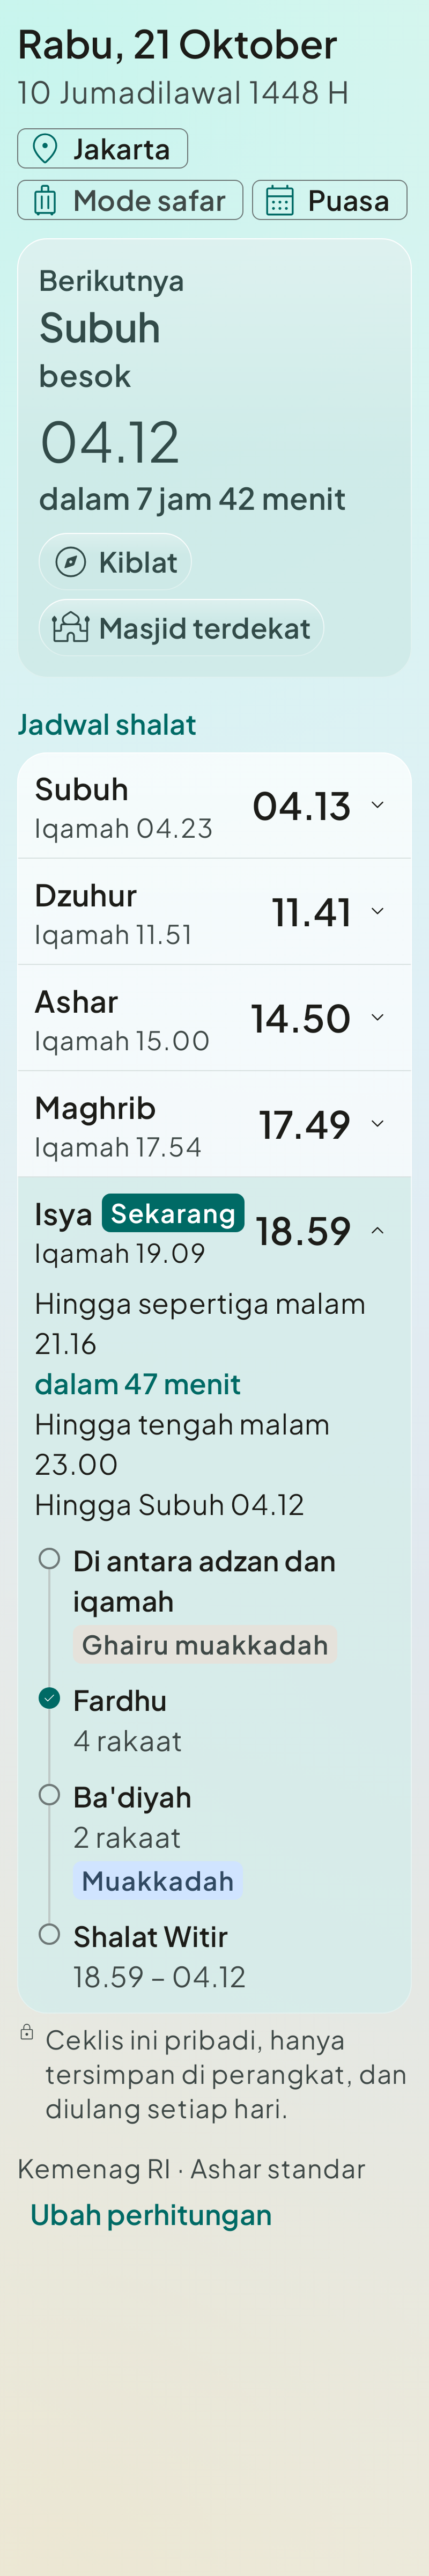 Rabu, 21 Oktober
10 Jumadilawal 1448 H
Jakarta
Mode safar
Puasa
Berikutnya
Subuh
besok
04.12
dalam 7 jam 42 menit
Kiblat
Masjid terdekat
Jadwal shalat
Subuh
04.13
Iqamah 04.23
Dzuhur
11.41
Iqamah 11.51
Ashar
14.50
Iqamah 15.00
Maghrib
17.49
Iqamah 17.54
Isya
Sekarang
18.59
Iqamah 19.09
Hingga sepertiga malam
21.16
dalam 47 menit
Hingga tengah malam
23.00
Hingga Subuh 04.12
Di antara adzan dan
iqamah
Ghairu muakkadah
Fardhu
4 rakaat
Ba'diyah
2 rakaat
Muakkadah
Shalat Witir
18.59 – 04.12
Ceklis ini pribadi, hanya
tersimpan di perangkat, dan
diulang setiap hari.
Kemenag RI · Ashar standar
Ubah perhitungan